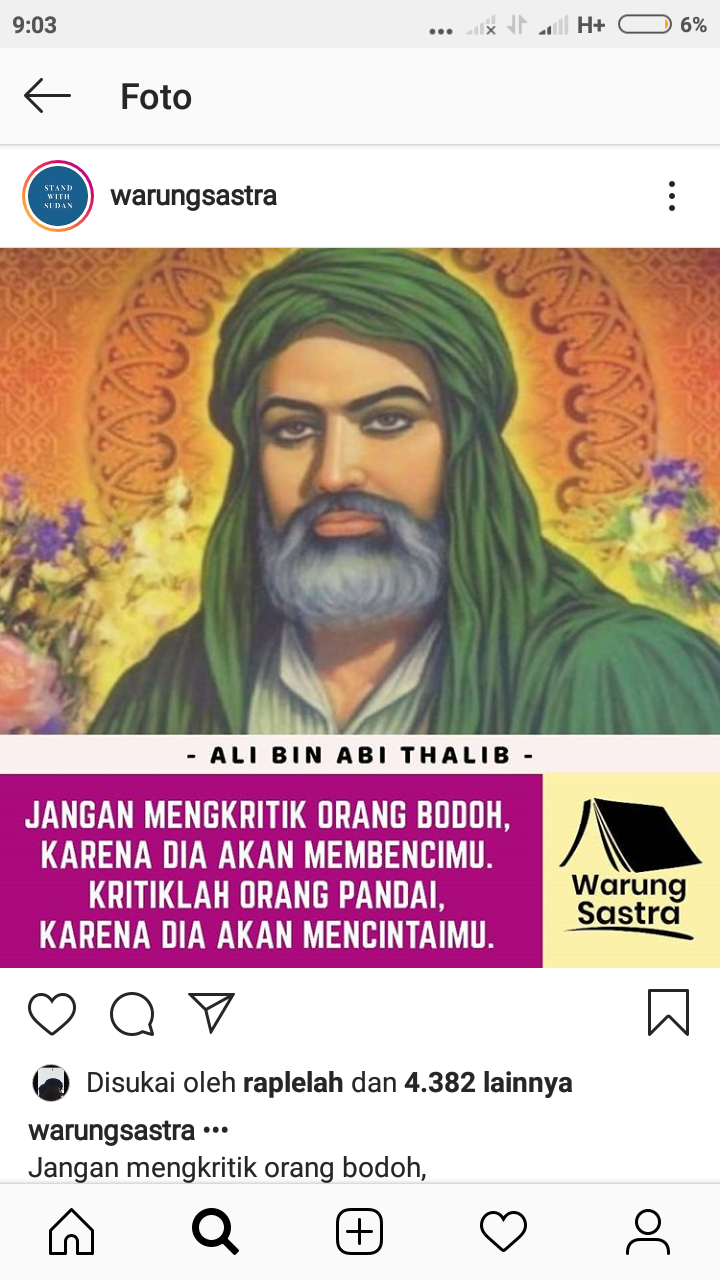 9:03
H+
6%
Foto
STAND
WITH
SUDAN
warungsastra
- ALI BIN ABI THALIB -
JANGAN MENGKRITIK ORANG BODOH,
KARENA DIA AKAN MEMBENCIMU.
KRITIKLAH ORANG PANDAI,
KARENA DIA AKAN MENCINTAIMU.
Warung
Sastra
Disukai oleh raplelah dan 4.382 lainnya
warungsastra •••
Jangan mengkritik orang bodoh,